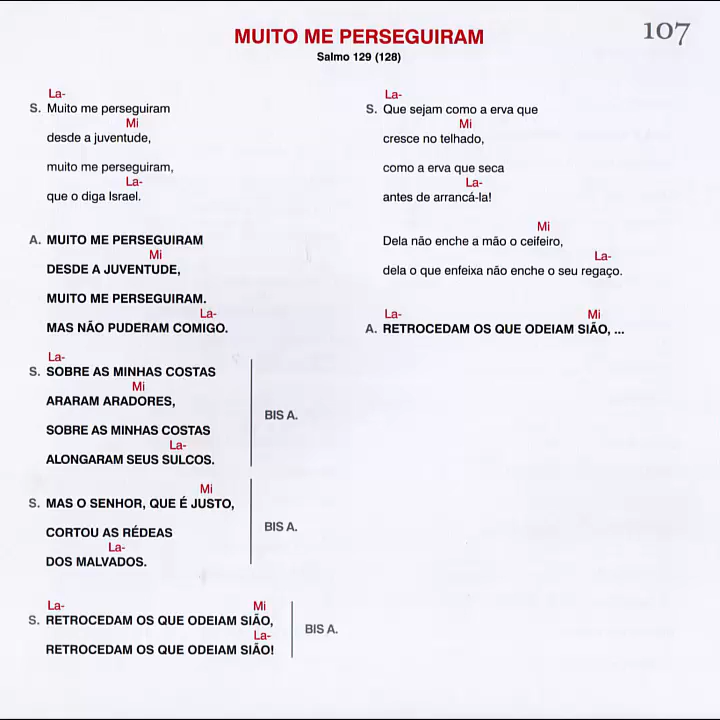 MUITO ME PERSEGUIRAM
107
Salmo 129 (128)
La-
S. Muito me perseguiram
Mi
desde a juventude,
muito me perseguiram,
La-
que o diga Israel.
A. MUITO ME PERSEGUIRAM
Mi
DESDE A JUVENTUDE,
MUITO ME PERSEGUIRAM.
La-
MAS NÃO PUDERAM COMIGO.
La-
S. SOBRE AS MINHAS COSTAS
Mi
ARARAM ARADORES,
BIS A.
SOBRE AS MINHAS COSTAS
La-
ALONGARAM SEUS SULCOS.
Mi
S. MAS O SENHOR, QUE É JUSTO,
BIS A.
CORTOU AS RÉDEAS
La-
DOS MALVADOS.
La- Mi
S. RETROCEDAM OS QUE ODEIAM SIÃO,
BIS A.
La-
RETROCEDAM OS QUE ODEIAM SIÃO!
La-
S. Que sejam como a erva que
Mi
cresce no telhado,
como a erva que seca
La-
antes de arrancá-la!
Mi
Dela não enche a mão o ceifeiro,
La-
dela o que enfeixa não enche o seu regaço.
La- Mi
A. RETROCEDAM OS QUE ODEIAM SIÃO, ...